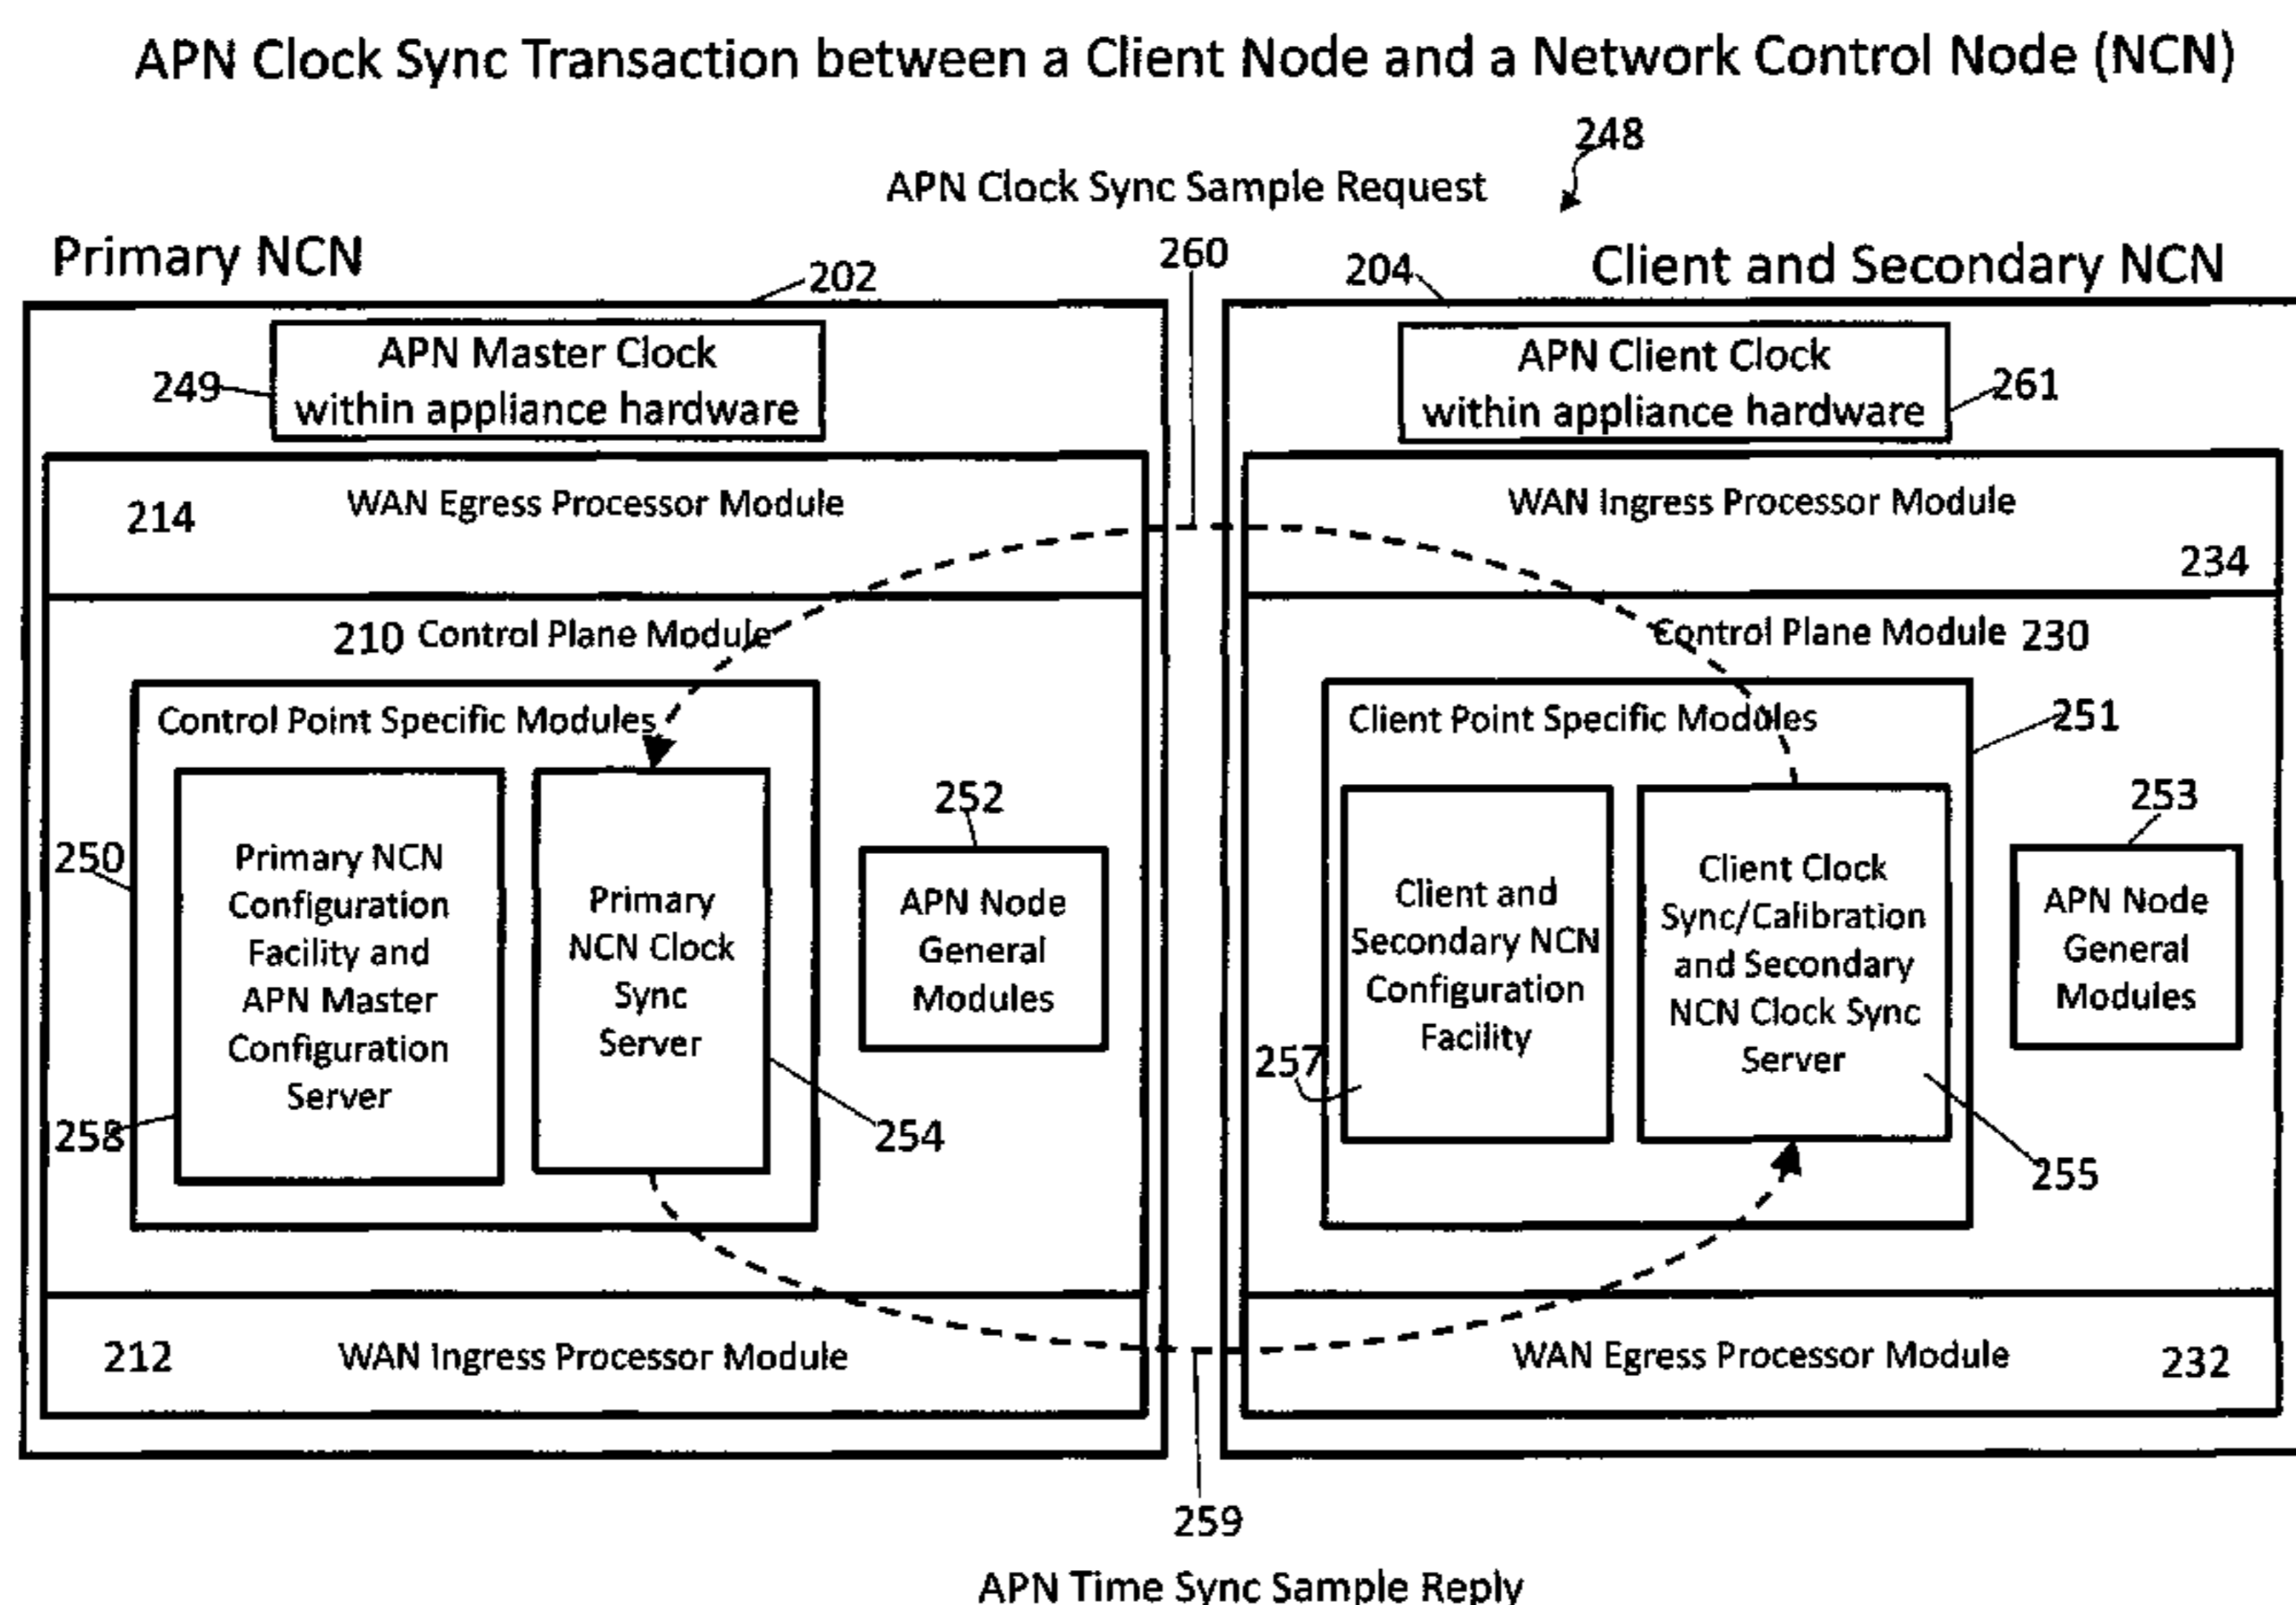 APN Clock Sync Transaction between a Client Node and a Network Control Node (NCN)
248
APN Clock Sync Sample Request
Primary NCN
202
260
204
Client and Secondary NCN
APN Master Clock
within appliance hardware
249
APN Client Clock
within appliance hardware
261
214
WAN Egress Processor Module
WAN Ingress Processor Module
234
210 Control Plane Module
Control Plane Module 230
Control Point Specific Modules
250
Primary NCN
Configuration
Facility and
APN Master
Configuration
Server
258
Primary
NCN Clock
Sync
Server
254
252
APN Node
General
Modules
Client Point Specific Modules
251
Client and
Secondary NCN
Configuration
Facility
257
Client Clock
Sync/Calibration
and Secondary
NCN Clock Sync
Server
255
253
APN Node
General
Modules
212
WAN Ingress Processor Module
WAN Egress Processor Module
232
259
APN Time Sync Sample Reply